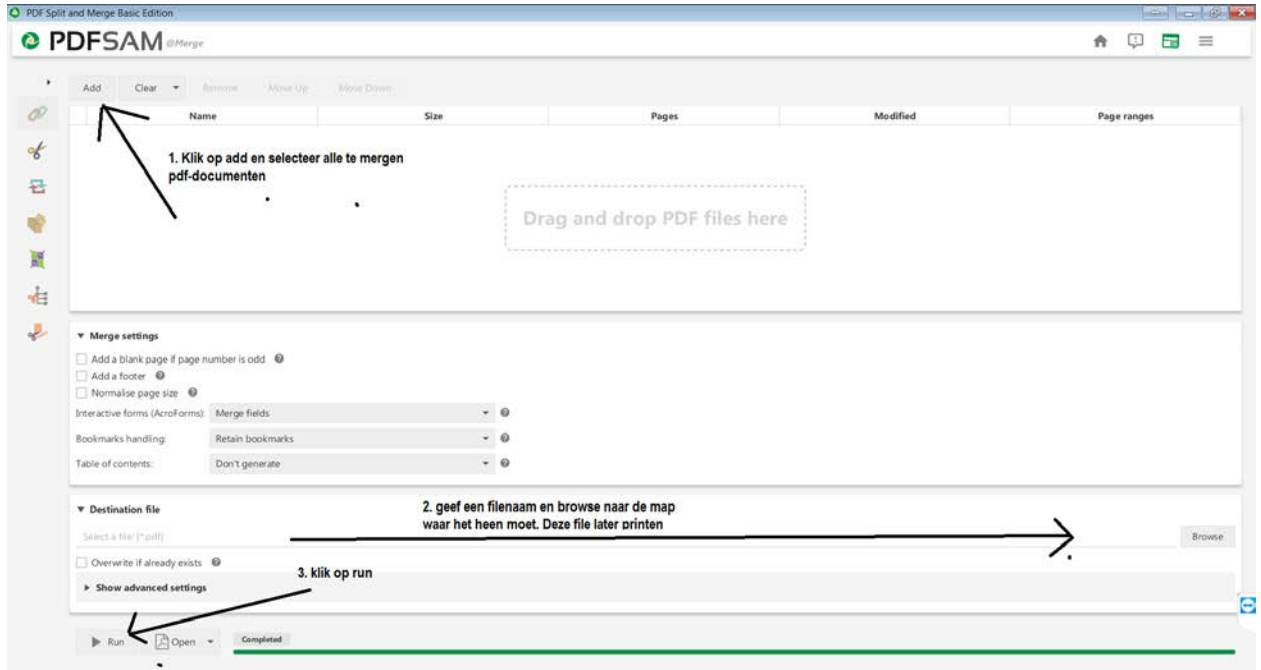 PDF Split and Merge Basic Edition
PDFSAM @Merge
Add Clear Remove Move Up Move Down
Name Size Pages Modified Page ranges
1. Klik op add en selecteer alle te mergen
pdf-documenten
Drag and drop PDF files here
Merge settings
Add a blank page if page number is odd
Add a footer
Normalise page size
Interactive forms (AcroForms): Merge fields
Bookmarks handling: Retain bookmarks
Table of contents: Don't generate
2. geef een filenaam en browse naar de map
waar het heen moet. Deze file later printen
Destination file
Select a file (*.pdf) Browse
Overwrite if already exists
3. klik op run
Show advanced settings
Run Open Completed